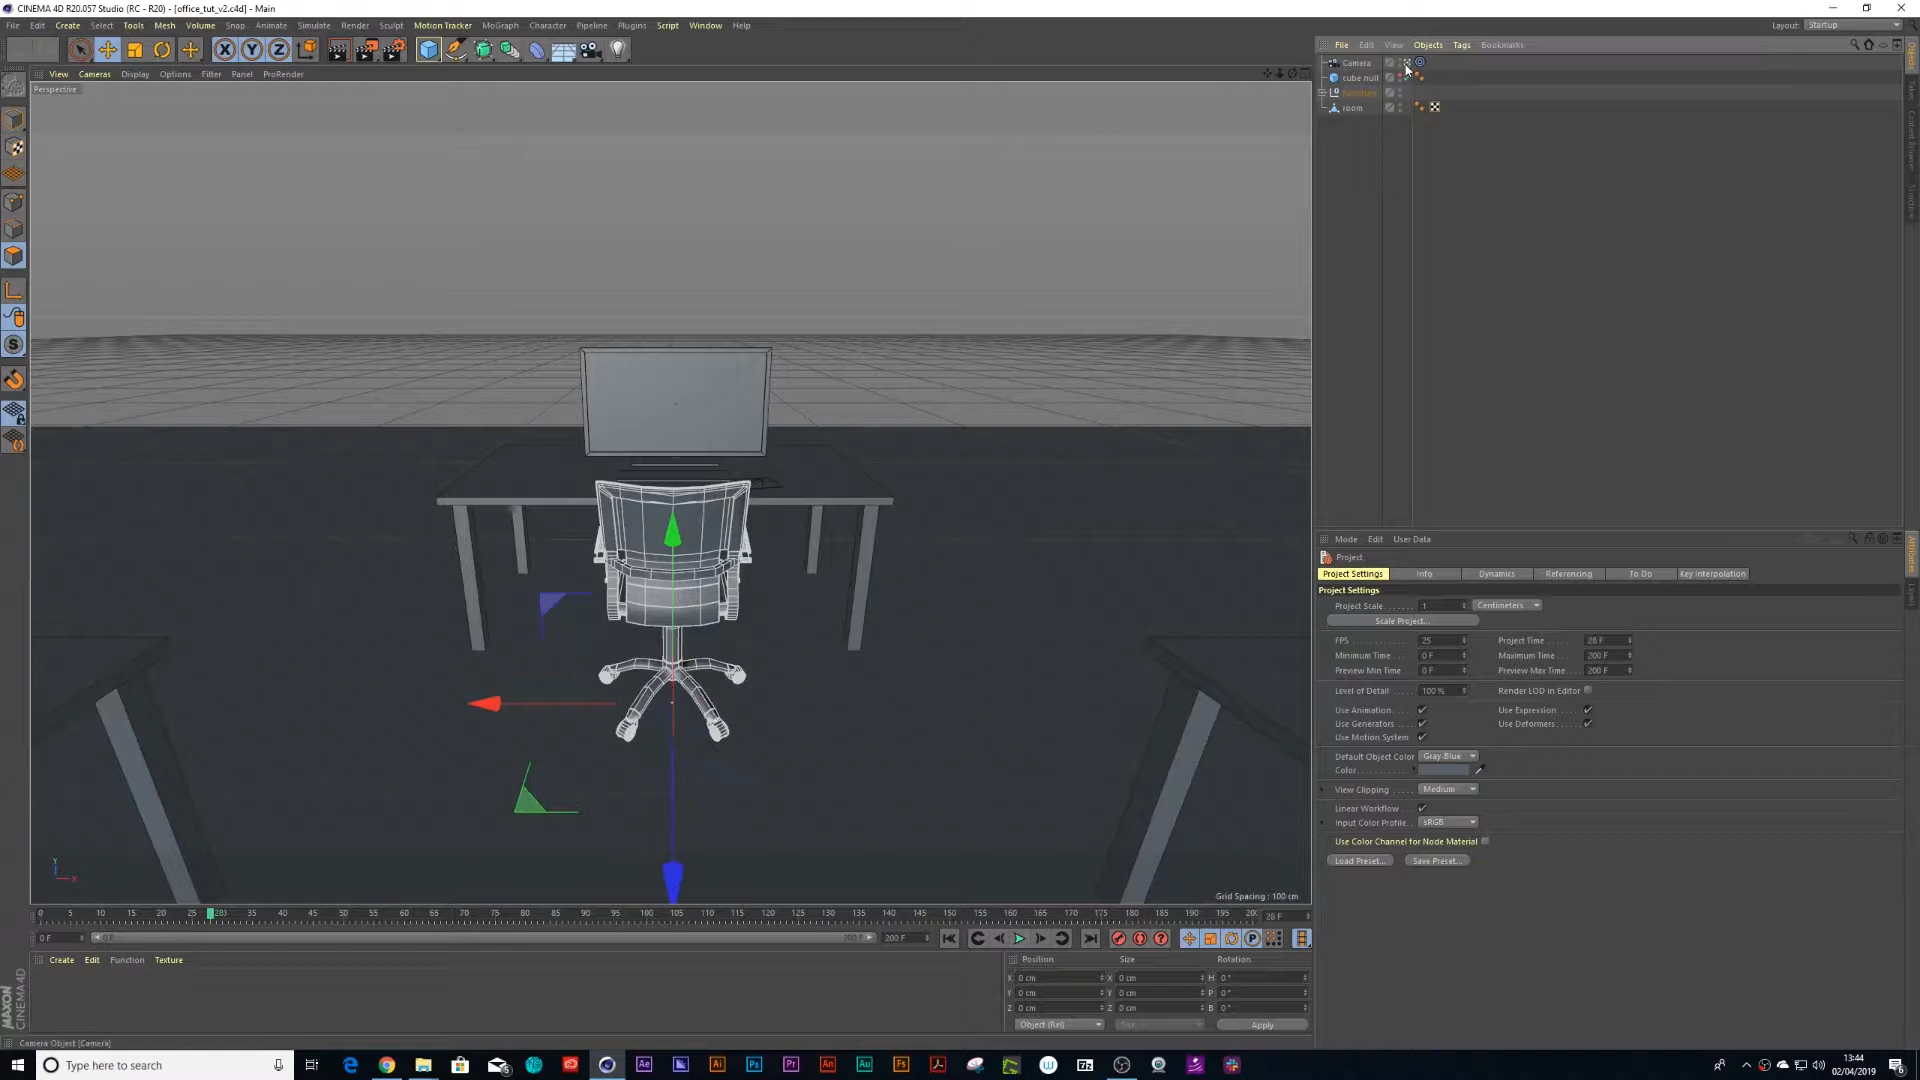 CINEMA 4D R20.057 Studio (RC - R20) - [office_tut_v2.c4d] - Main
File Edit Create Select Tools Mesh Volume Snap Animate Simulate Render Sculpt Motion Tracker MoGraph Character Pipeline Plugins Script Window Help
Layout: Startup
File Edit View Objects Tags Bookmarks
Camera
cube null
room
View Cameras Display Options Filter Panel ProRender
Perspective
Grid Spacing : 100 cm
Mode Edit User Data
Project
Project Settings Info Dynamics Referencing To Do Key Interpolation
Project Settings
Project Scale 1 Centimeters
Scale Project...
FPS 25 Project Time 28 F
Minimum Time 0 F Maximum Time 200 F
Preview Min Time 0 F Preview Max Time 200 F
Level of Detail 100 % Render LOD in Editor
Use Animation Use Expression
Use Generators Use Deformers
Use Motion System
Default Object Color Gray-Blue
Color
View Clipping Medium
Linear Workflow
Input Color Profile sRGB
Use Color Channel for Node Material
Load Preset... Save Preset...
Objects
Takes
Content Browser
Structure
Attributes
Layers
0 5 10 15 20 25 283 35 40 45 50 55 60 65 70 75 80 85 90 95 100 105 110 115 120 125 130 135 140 145 150 155 160 165 170 175 180 185 190 195 200 28 F
0 F 0 F 200 F 200 F
Create Edit Function Texture
Position Size Rotation
X 0 cm X 0 cm H 0 °
Y 0 cm Y 0 cm P 0 °
Z 0 cm Z 0 cm B 0 °
Object (Rel) Size Apply
MAXON
CINEMA 4D
Camera Object [Camera]
Type here to search
13:44
02/04/2019